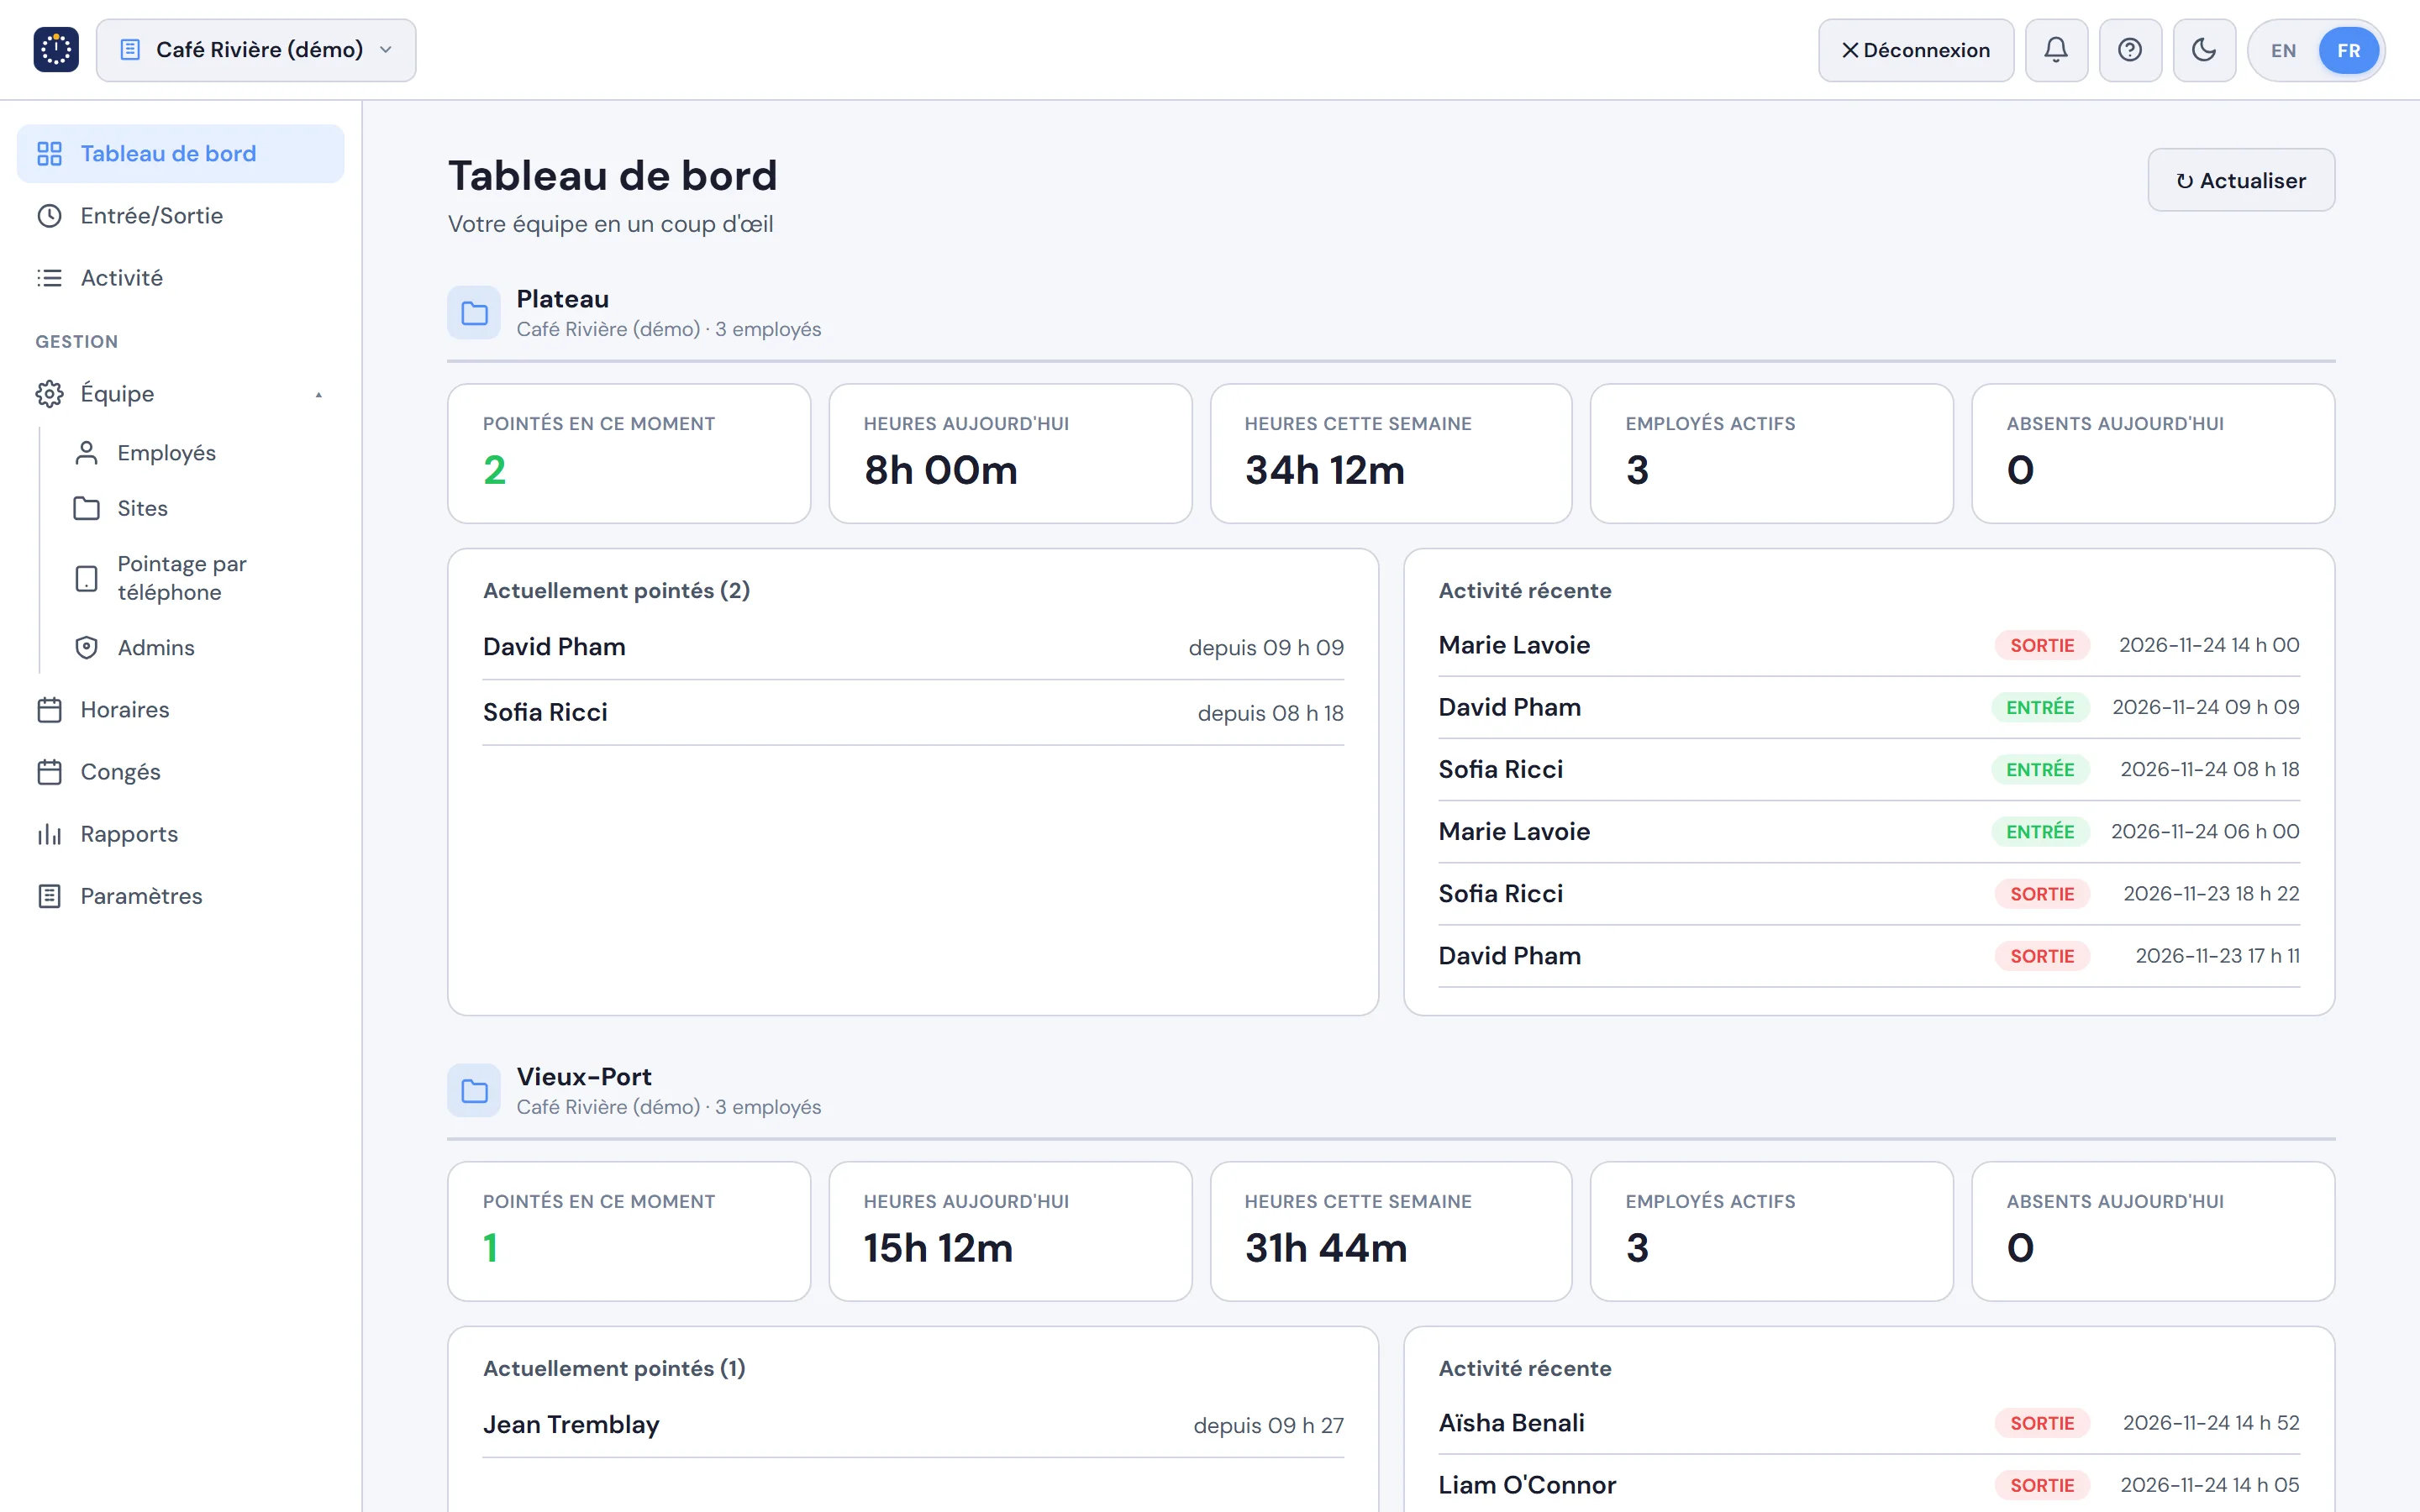 Café Rivière (démo)
Déconnexion
EN
FR
Tableau de bord
Entrée/Sortie
Activité
GESTION
Équipe
Employés
Sites
Pointage par
téléphone
Admins
Horaires
Congés
Rapports
Paramètres
Tableau de bord
Votre équipe en un coup d'œil
↻ Actualiser
Plateau
Café Rivière (démo) · 3 employés
POINTÉS EN CE MOMENT
2
HEURES AUJOURD'HUI
8h 00m
HEURES CETTE SEMAINE
34h 12m
EMPLOYÉS ACTIFS
3
ABSENTS AUJOURD'HUI
0
Actuellement pointés (2)
David Pham depuis 09 h 09
Sofia Ricci depuis 08 h 18
Activité récente
Marie Lavoie SORTIE 2026-11-24 14 h 00
David Pham ENTRÉE 2026-11-24 09 h 09
Sofia Ricci ENTRÉE 2026-11-24 08 h 18
Marie Lavoie ENTRÉE 2026-11-24 06 h 00
Sofia Ricci SORTIE 2026-11-23 18 h 22
David Pham SORTIE 2026-11-23 17 h 11
Vieux-Port
Café Rivière (démo) · 3 employés
POINTÉS EN CE MOMENT
1
HEURES AUJOURD'HUI
15h 12m
HEURES CETTE SEMAINE
31h 44m
EMPLOYÉS ACTIFS
3
ABSENTS AUJOURD'HUI
0
Actuellement pointés (1)
Jean Tremblay depuis 09 h 27
Activité récente
Aïsha Benali SORTIE 2026-11-24 14 h 52
Liam O'Connor SORTIE 2026-11-24 14 h 05